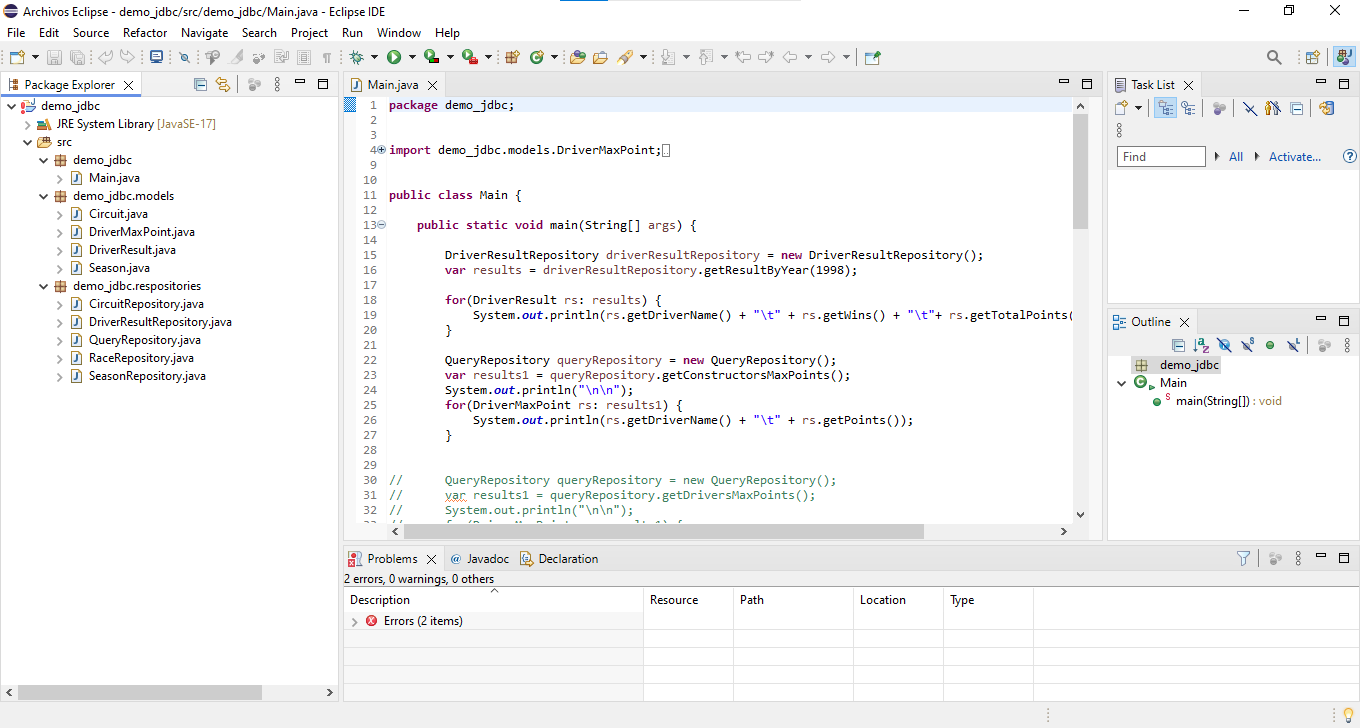 Archivos Eclipse - demo_jdbc/src/demo_jdbc/Main.java - Eclipse IDE
File Edit Source Refactor Navigate Search Project Run Window Help
Package Explorer
demo_jdbc
JRE System Library [JavaSE-17]
src
demo_jdbc
Main.java
demo_jdbc.models
Circuit.java
DriverMaxPoint.java
DriverResult.java
Season.java
demo_jdbc.respositories
CircuitRepository.java
DriverResultRepository.java
QueryRepository.java
RaceRepository.java
SeasonRepository.java
Main.java
1 package demo_jdbc;
2
3
4 import demo_jdbc.models.DriverMaxPoint;
9
10
11 public class Main {
12
13 public static void main(String[] args) {
14
15 DriverResultRepository driverResultRepository = new DriverResultRepository();
16 var results = driverResultRepository.getResultByYear(1998);
17
18 for(DriverResult rs: results) {
19 System.out.println(rs.getDriverName() + "\t" + rs.getWins() + "\t"+ rs.getTotalPoints(
20 }
21
22 QueryRepository queryRepository = new QueryRepository();
23 var results1 = queryRepository.getConstructorsMaxPoints();
24 System.out.println("\n\n");
25 for(DriverMaxPoint rs: results1) {
26 System.out.println(rs.getDriverName() + "\t" + rs.getPoints());
27 }
28
29
30 // QueryRepository queryRepository = new QueryRepository();
31 // var results1 = queryRepository.getDriversMaxPoints();
32 // System.out.println("\n\n");
Problems @ Javadoc Declaration
2 errors, 0 warnings, 0 others
Description Resource Path Location Type
Errors (2 items)
Task List
Find All Activate...
Outline
demo_jdbc
Main
main(String[]) : void